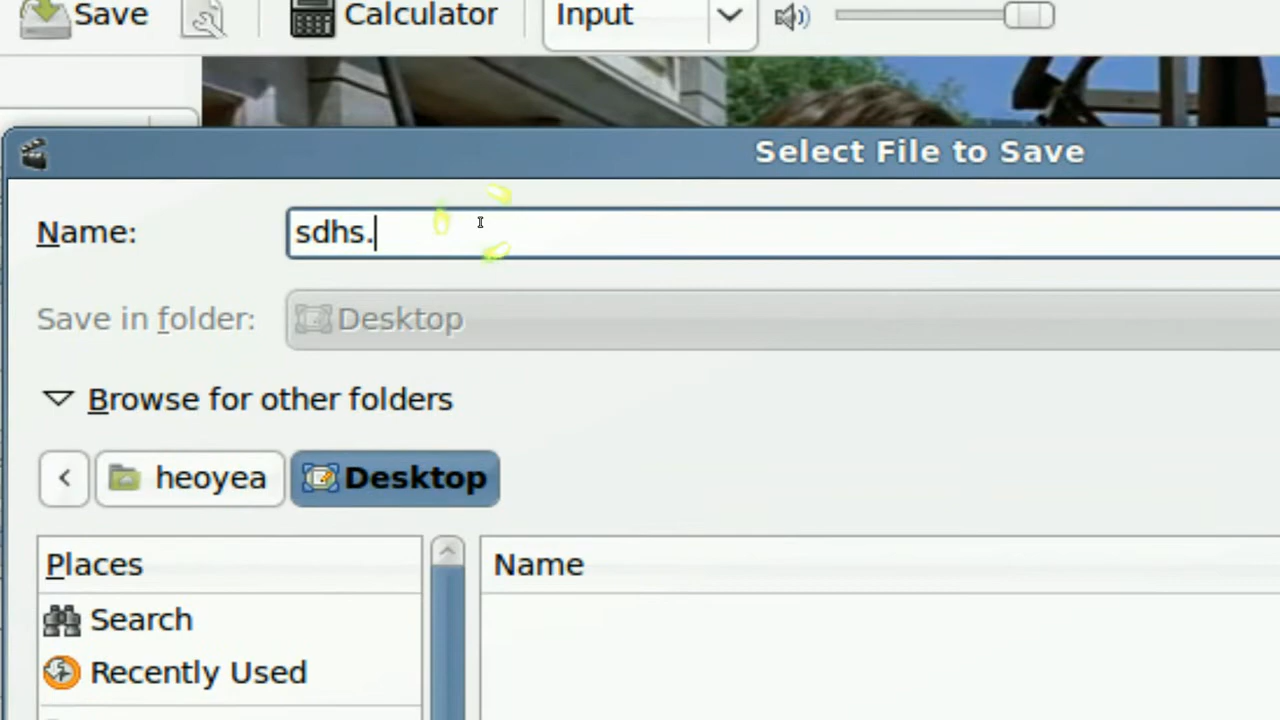 Save Calculator Input
Select File to Save
Name: sdhs.
Save in folder: Desktop
Browse for other folders
heoyea Desktop
Places Name
Search
Recently Used